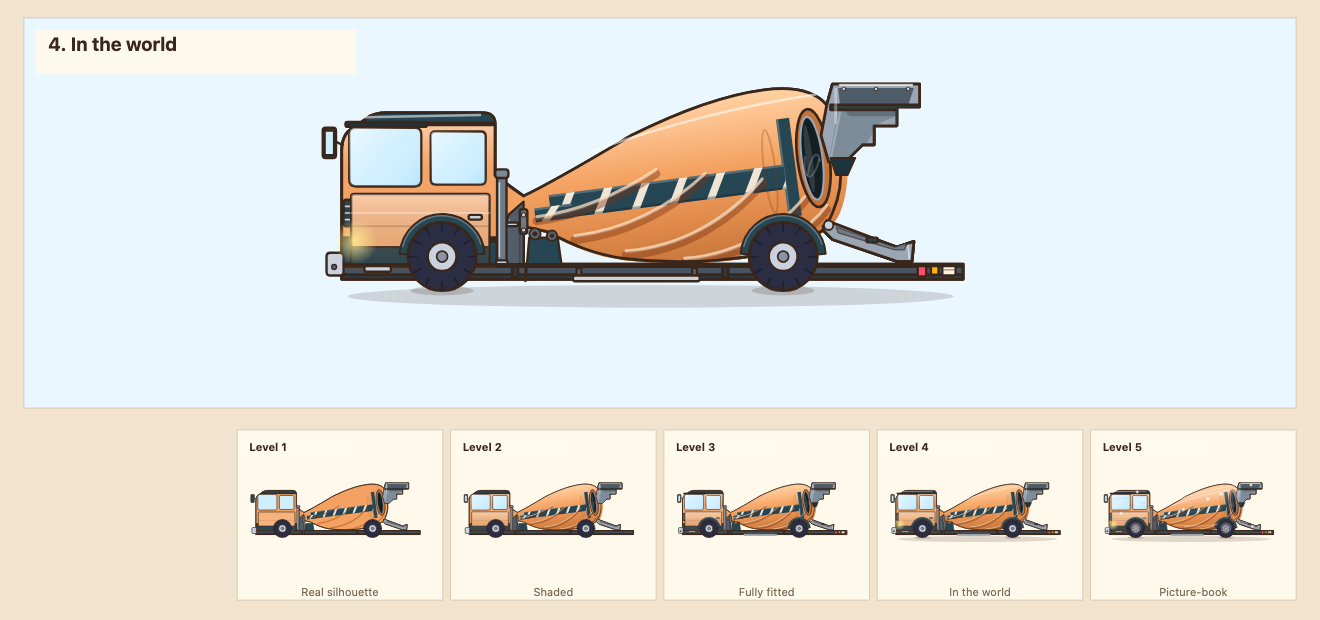 4. In the world
Level 1
Level 2
Level 3
Level 4
Level 5
Real silhouette
Shaded
Fully fitted
In the world
Picture-book